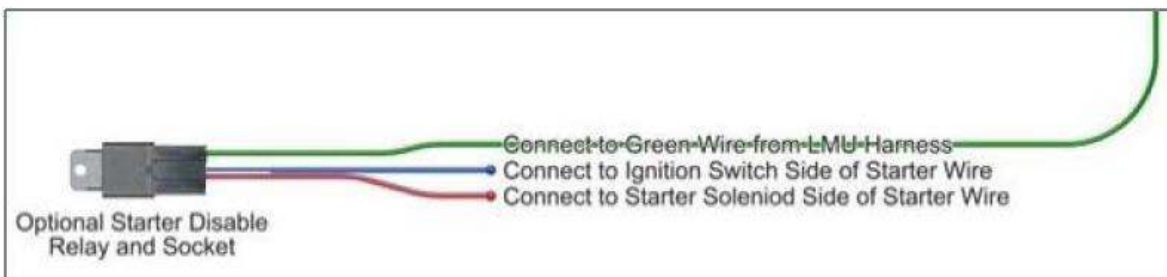 Connect to Green Wire from LMU Harness
Connect to Ignition Switch Side of Starter Wire
Connect to Starter Soleniod Side of Starter Wire
Optional Starter Disable
Relay and Socket